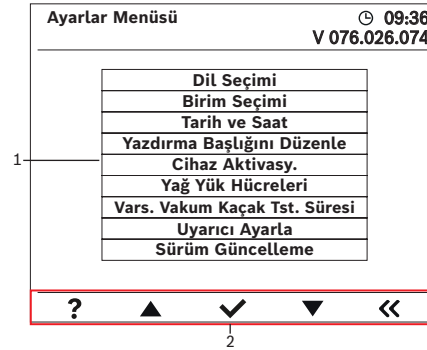 Ayarlar Menüsü
09:36
V 076.026.074
Dil Seçimi
Birim Seçimi
Tarih ve Saat
Yazdırma Başlığını Düzenle
1
Cihaz Aktivasy.
Yağ Yük Hücreleri
Vars. Vakum Kaçak Tst. Süresi
Uyarıcı Ayarla
Sürüm Güncelleme
?
2